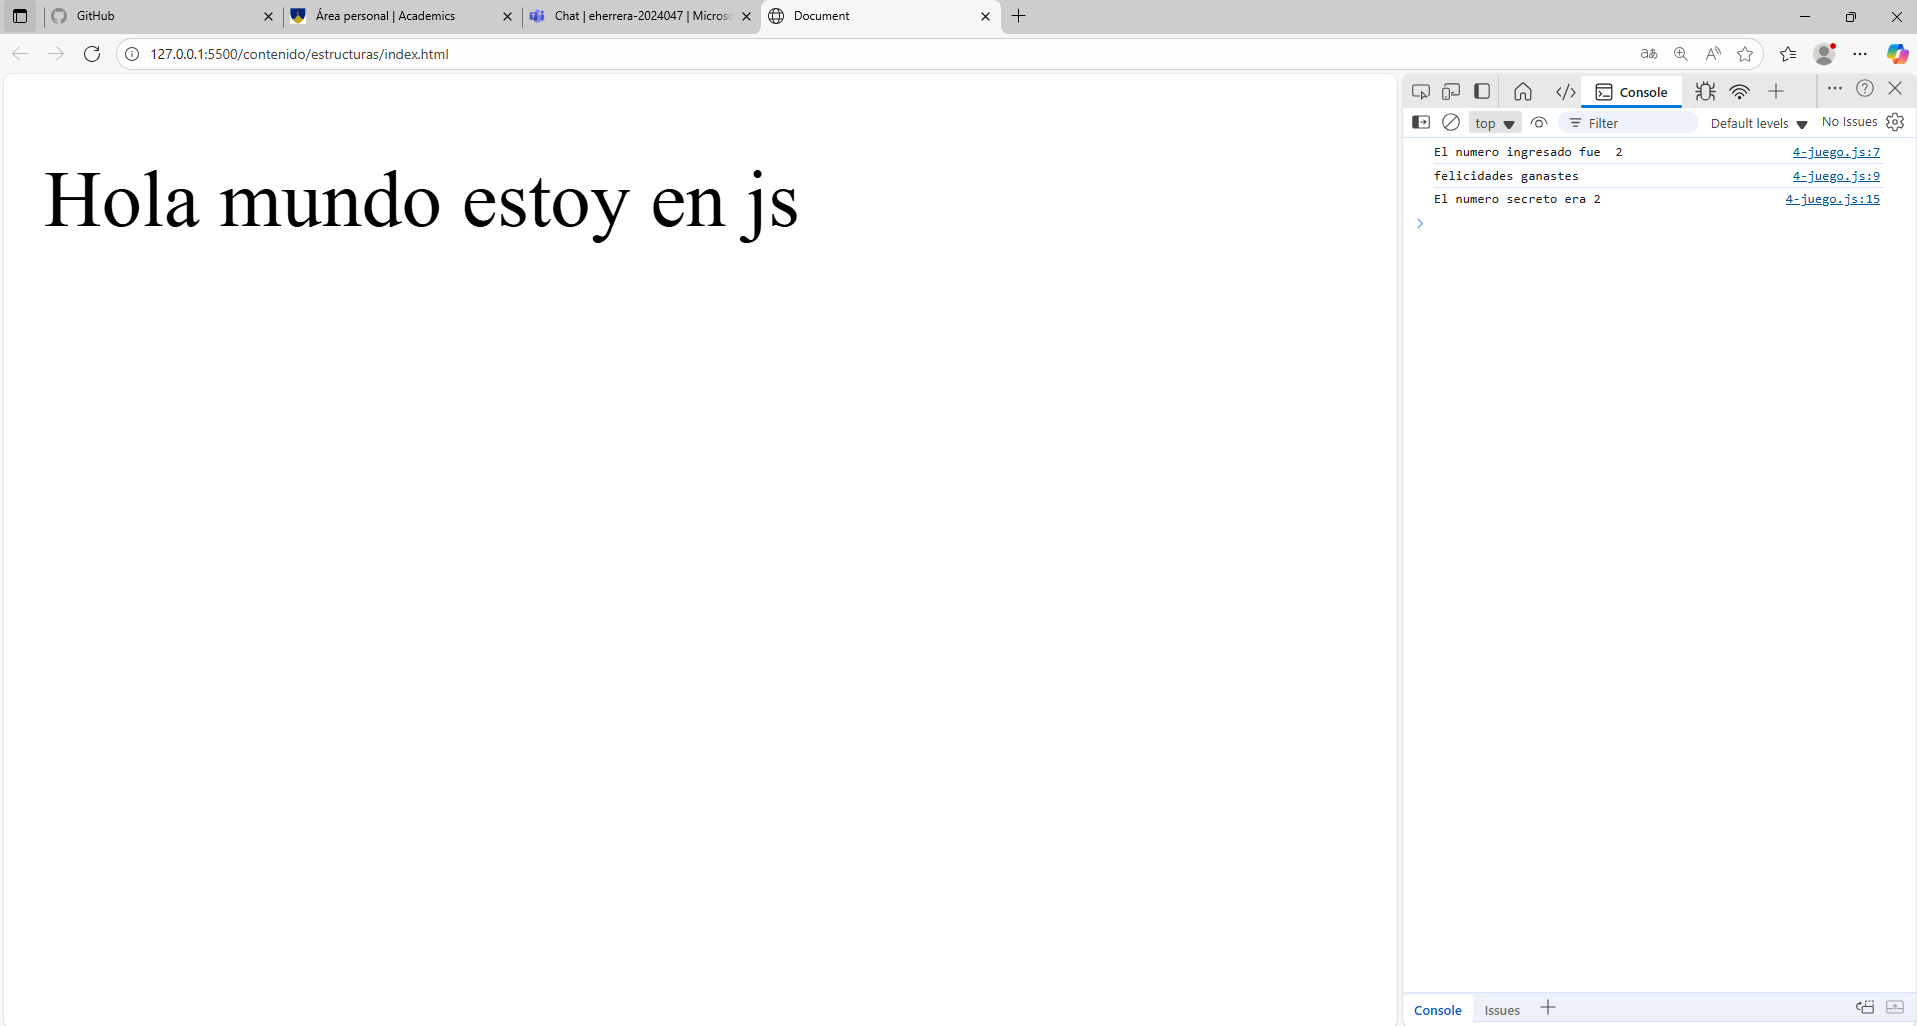 GitHub
Área personal | Academics
Chat | eherrera-2024047 | Micros
Document
127.0.0.1:5500/contenido/estructuras/index.html
Hola mundo estoy en js
Console
top
Filter
Default levels
No Issues
El numero ingresado fue  2 4-juego.js:7
felicidades ganastes 4-juego.js:9
El numero secreto era 2 4-juego.js:15
Console
Issues